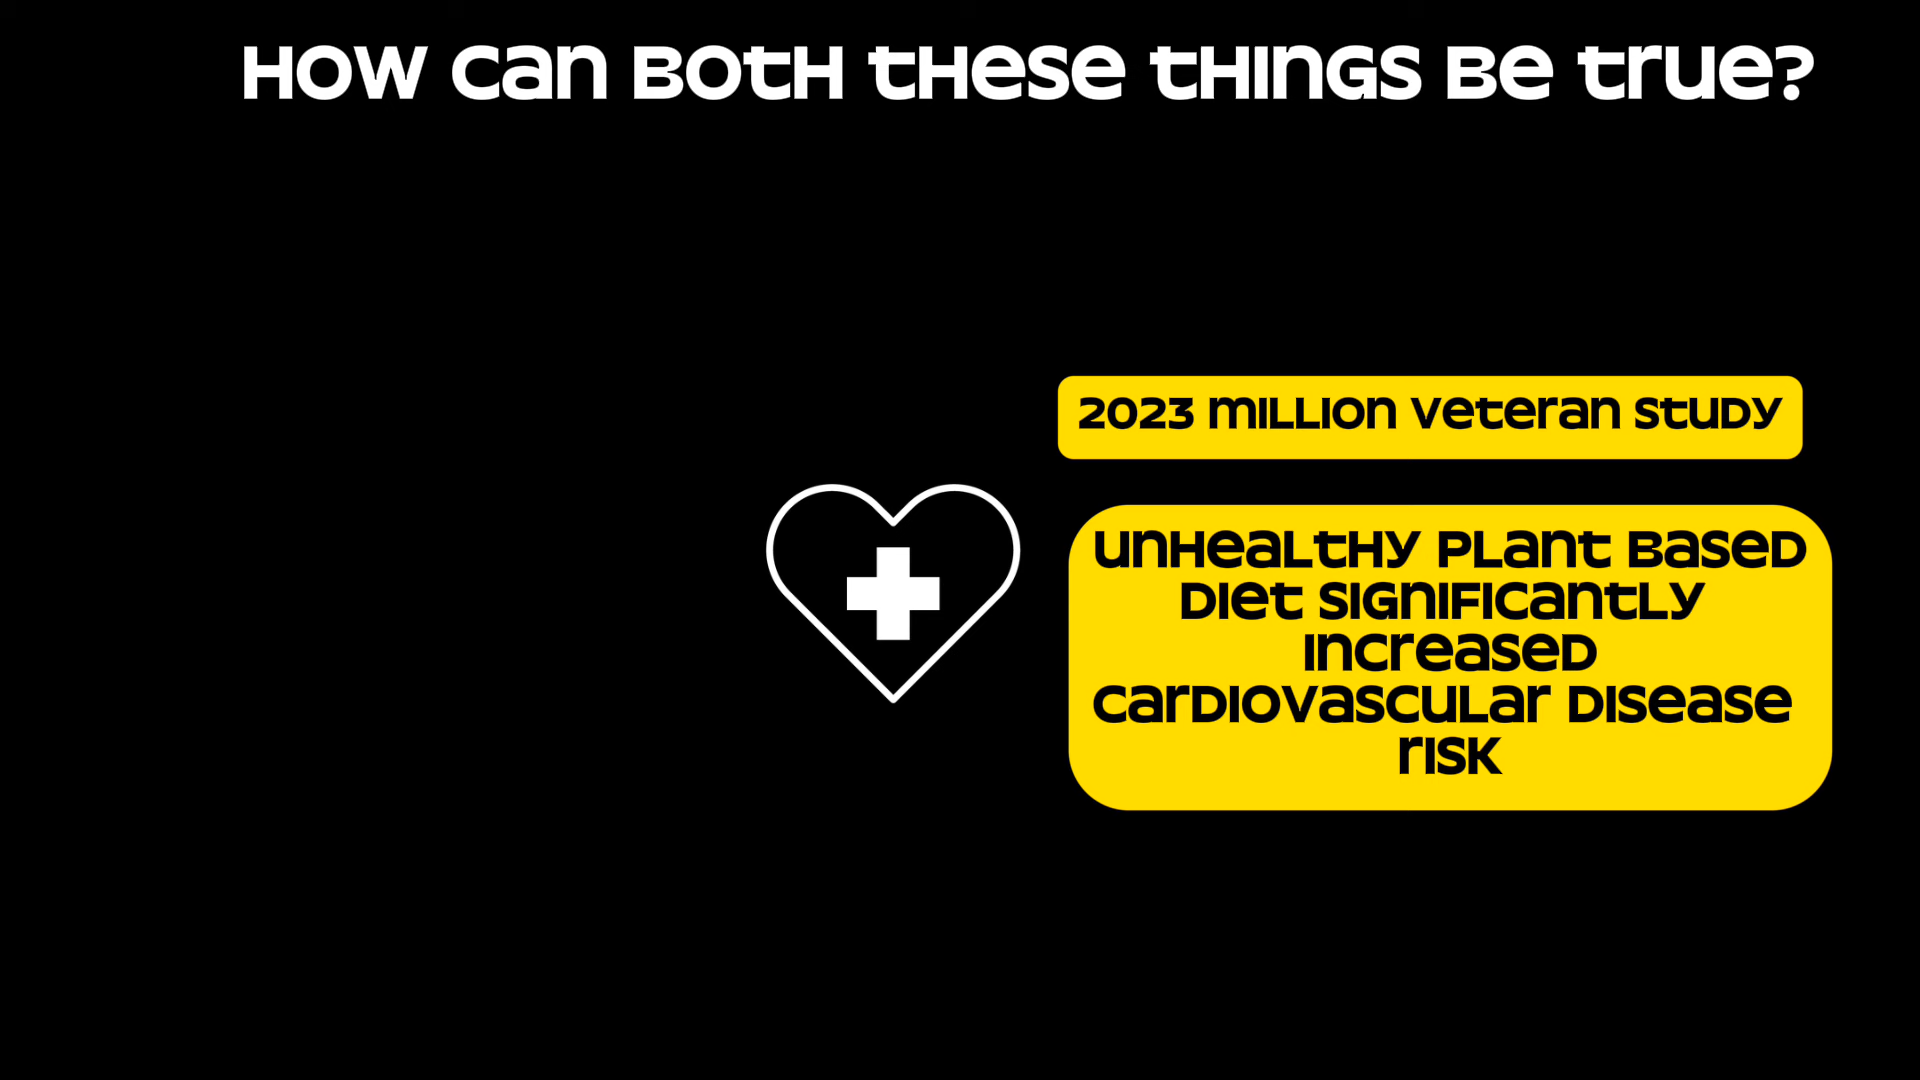 How can both these things be true?
2023 Million Veteran Study
Unhealthy plant based
diet significantly
increased
cardiovascular disease
risk